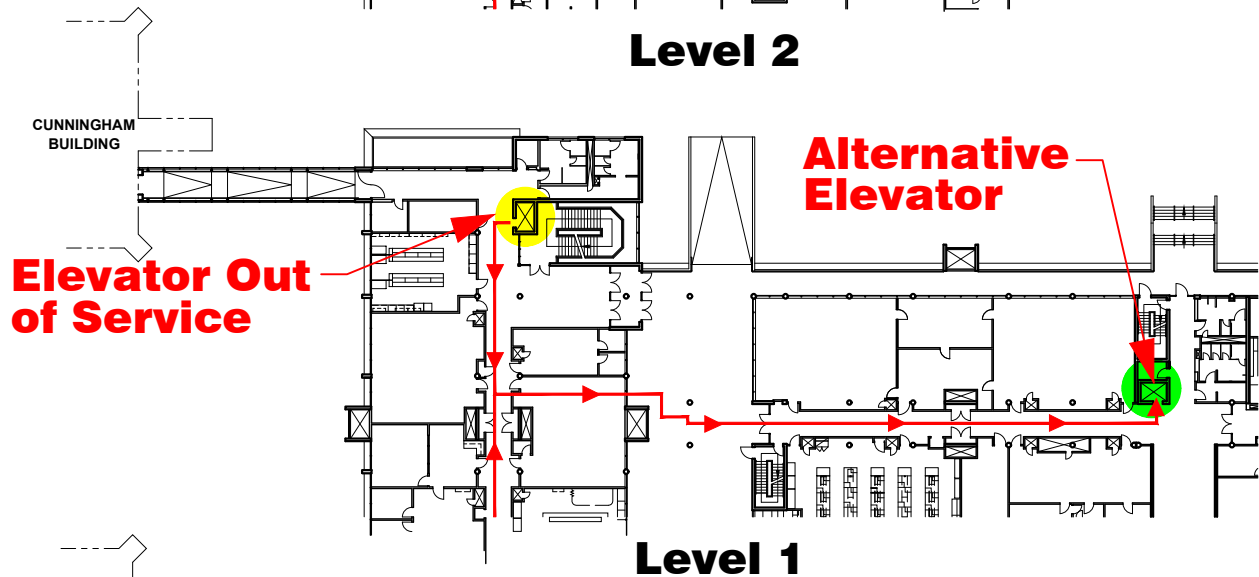 Level 2
CUNNINGHAM
BUILDING
Alternative
Elevator
Elevator Out
of Service
Level 1